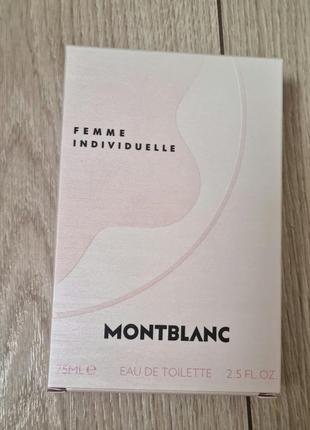 FEMME
INDIVIDUELLE
MONTBLANC
75ML ℮ EAU DE TOILETTE 2.5 FL.OZ.